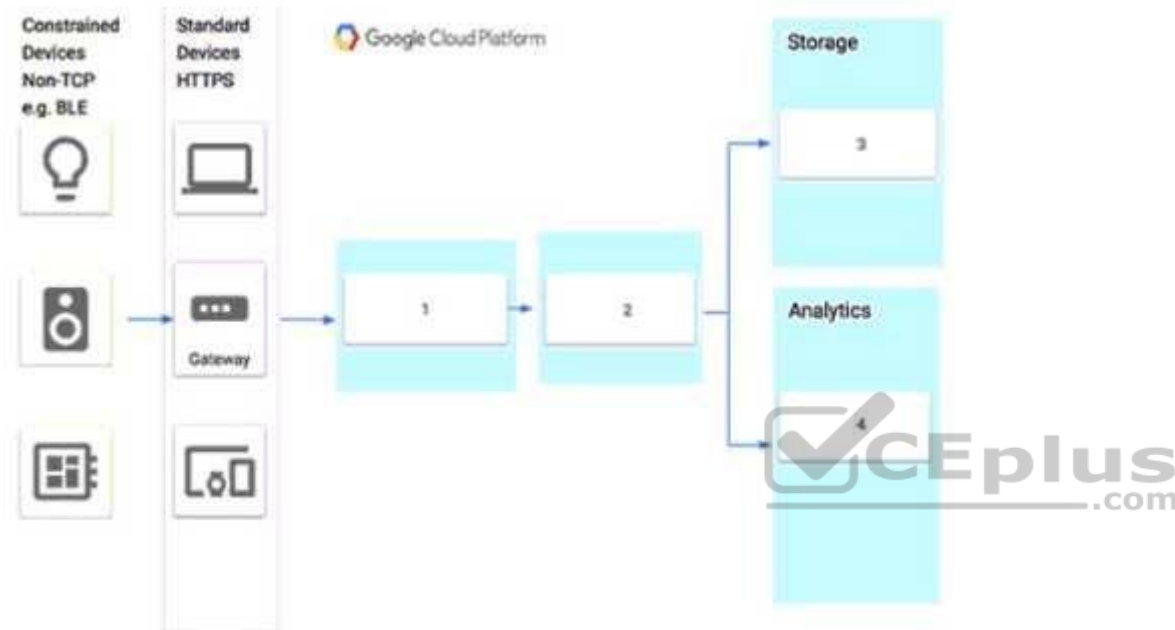 Constrained
Devices
Non-TCP
e.g. BLE
Standard
Devices
HTTPS
Google Cloud Platform
Storage
3
1
2
Gateway
Analytics
4
CEplus
.com